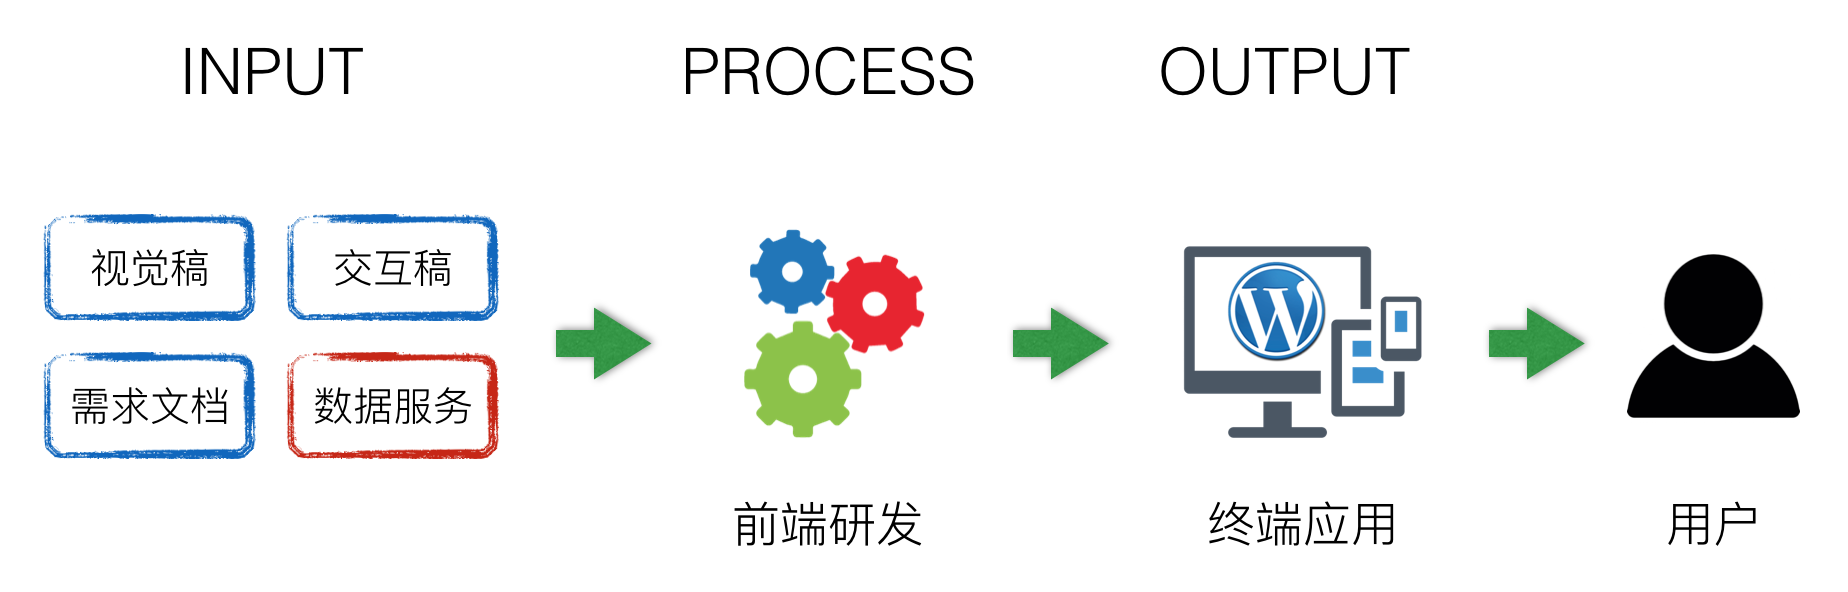 INPUT
PROCESS
OUTPUT
视觉稿
交互稿
需求文档
数据服务
W
前端研发
终端应用
用户